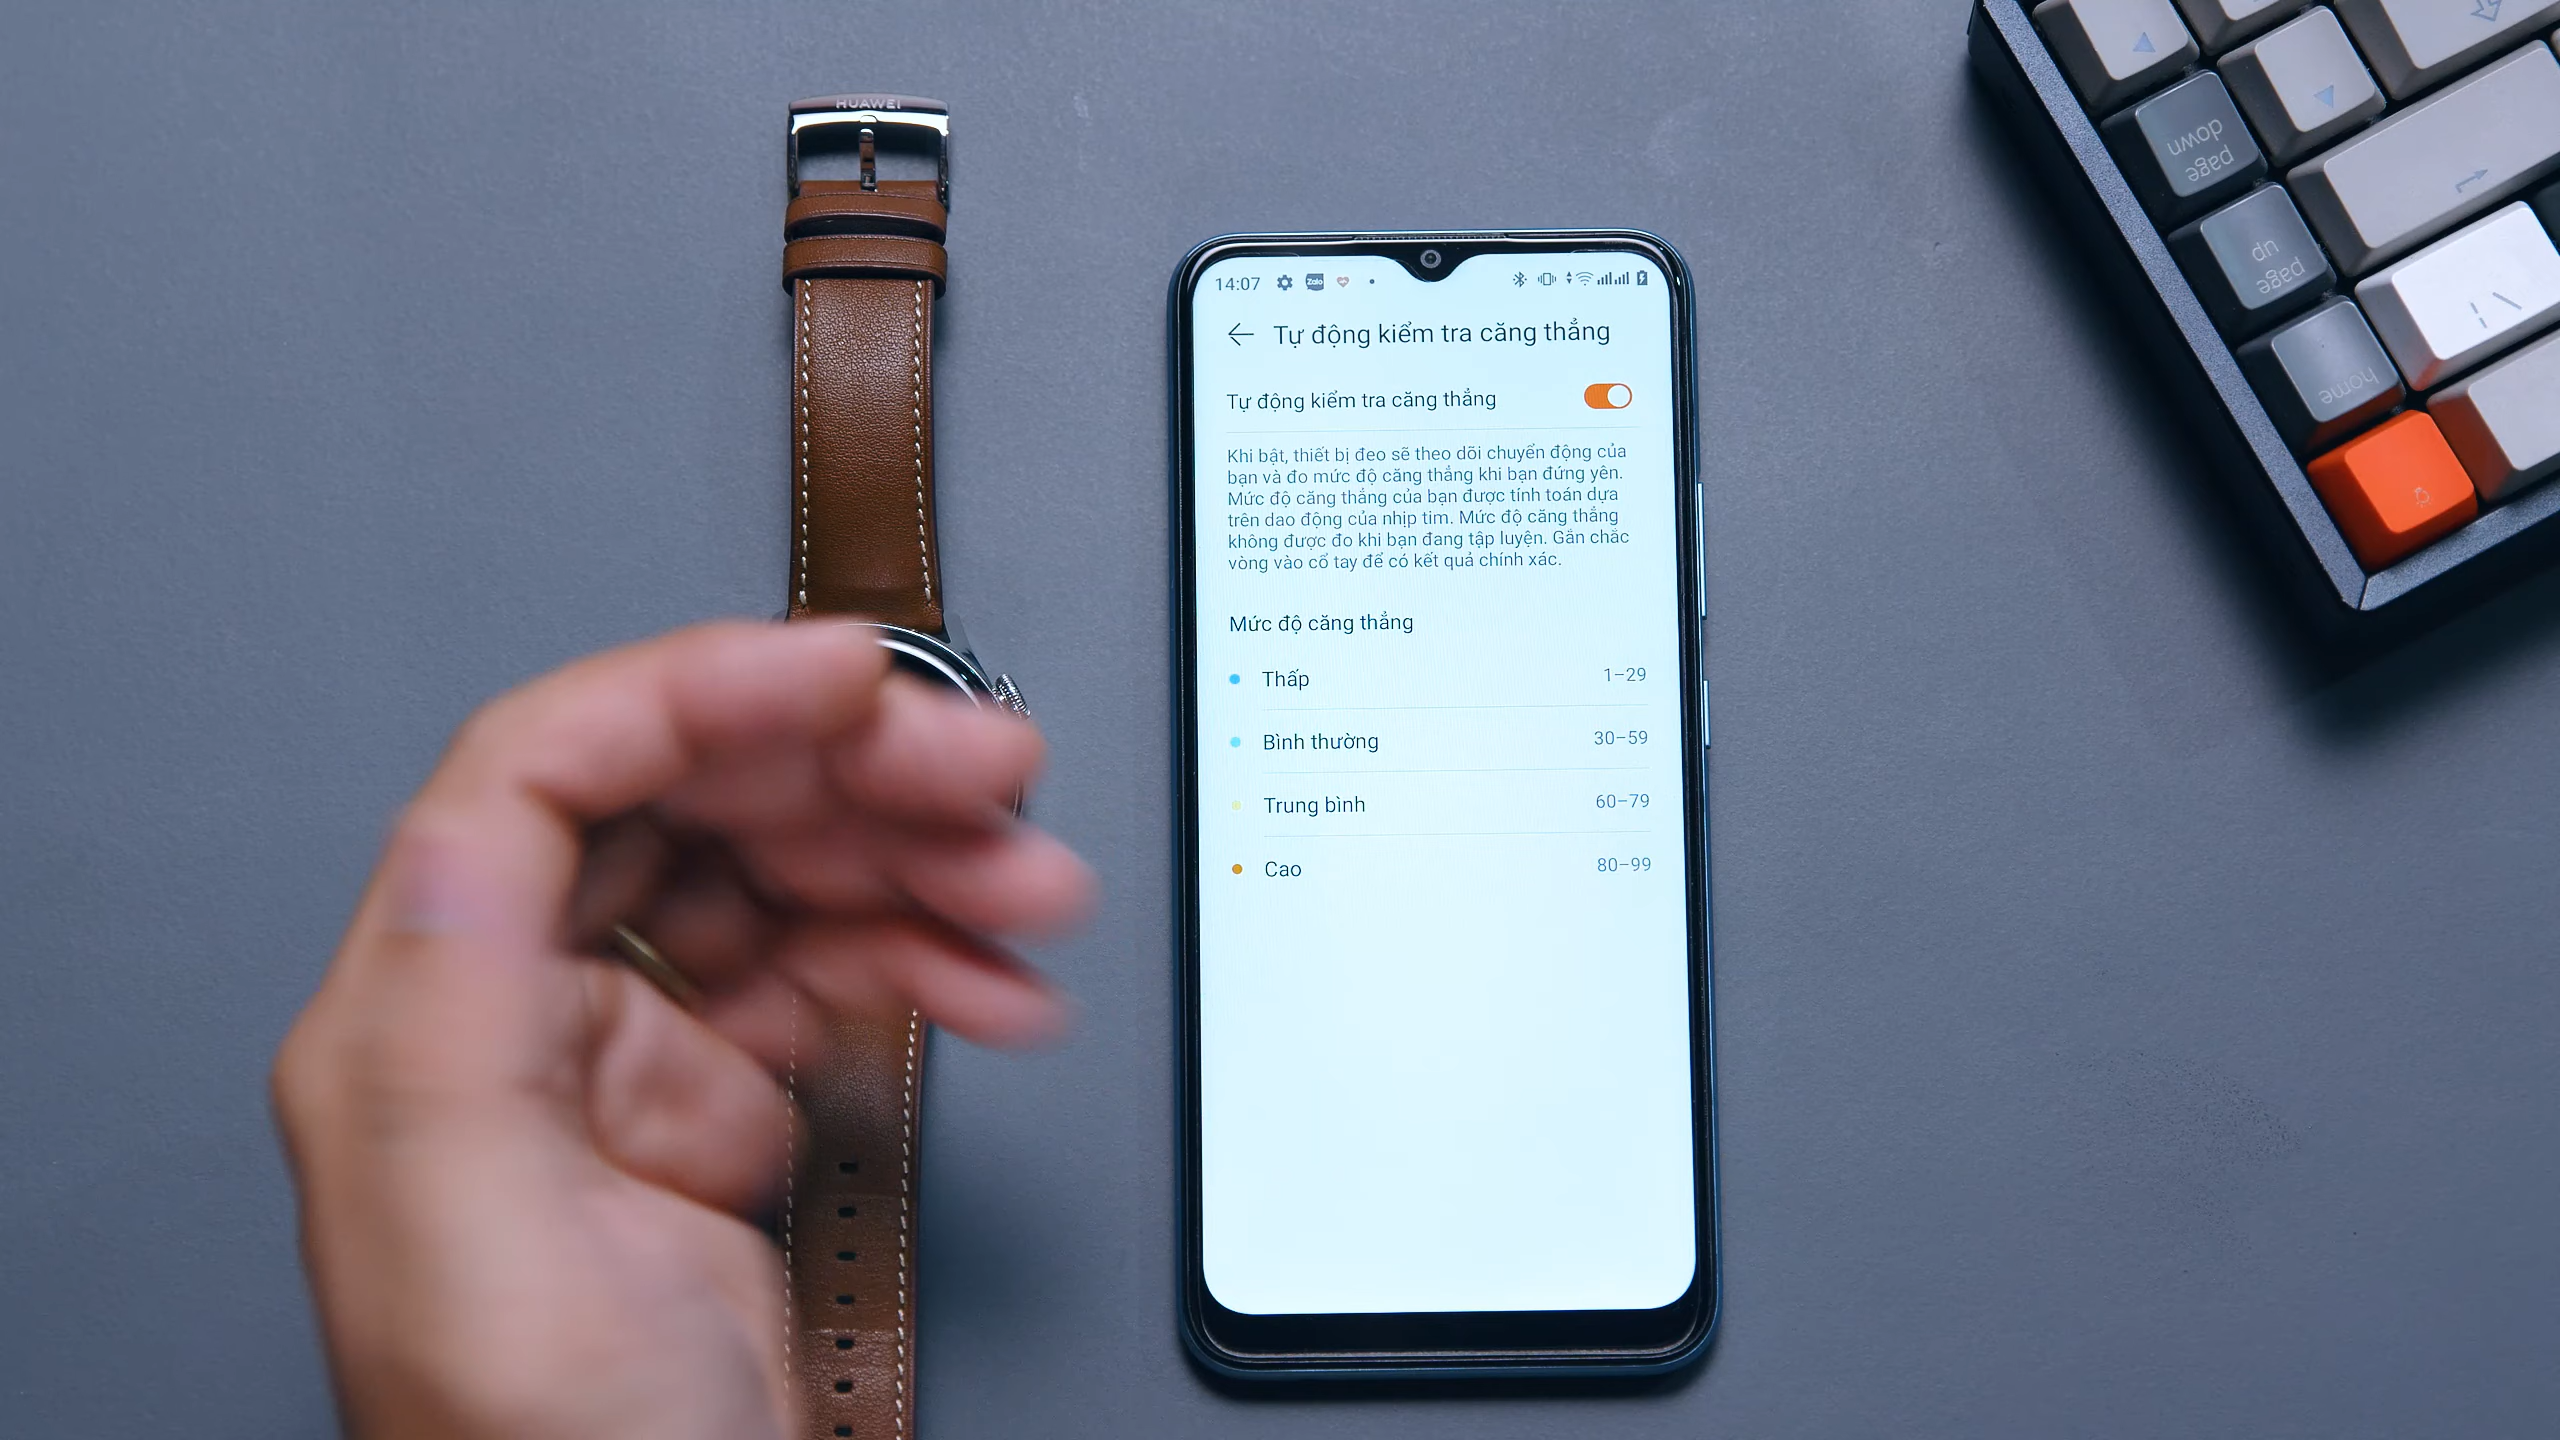 HUAWEI
14:07
Zalo
Tự động kiểm tra căng thẳng
Tự động kiểm tra căng thẳng
Khi bật, thiết bị đeo sẽ theo dõi chuyển động của
bạn và đo mức độ căng thẳng khi bạn đứng yên.
Mức độ căng thẳng của bạn được tính toán dựa
trên dao động của nhịp tim. Mức độ căng thẳng
không được đo khi bạn đang tập luyện. Gắn chắc
vòng vào cổ tay để có kết quả chính xác.
Mức độ căng thẳng
Thấp 1–29
Bình thường 30–59
Trung bình 60–79
Cao 80–99
page
down
page
up
home
\ |